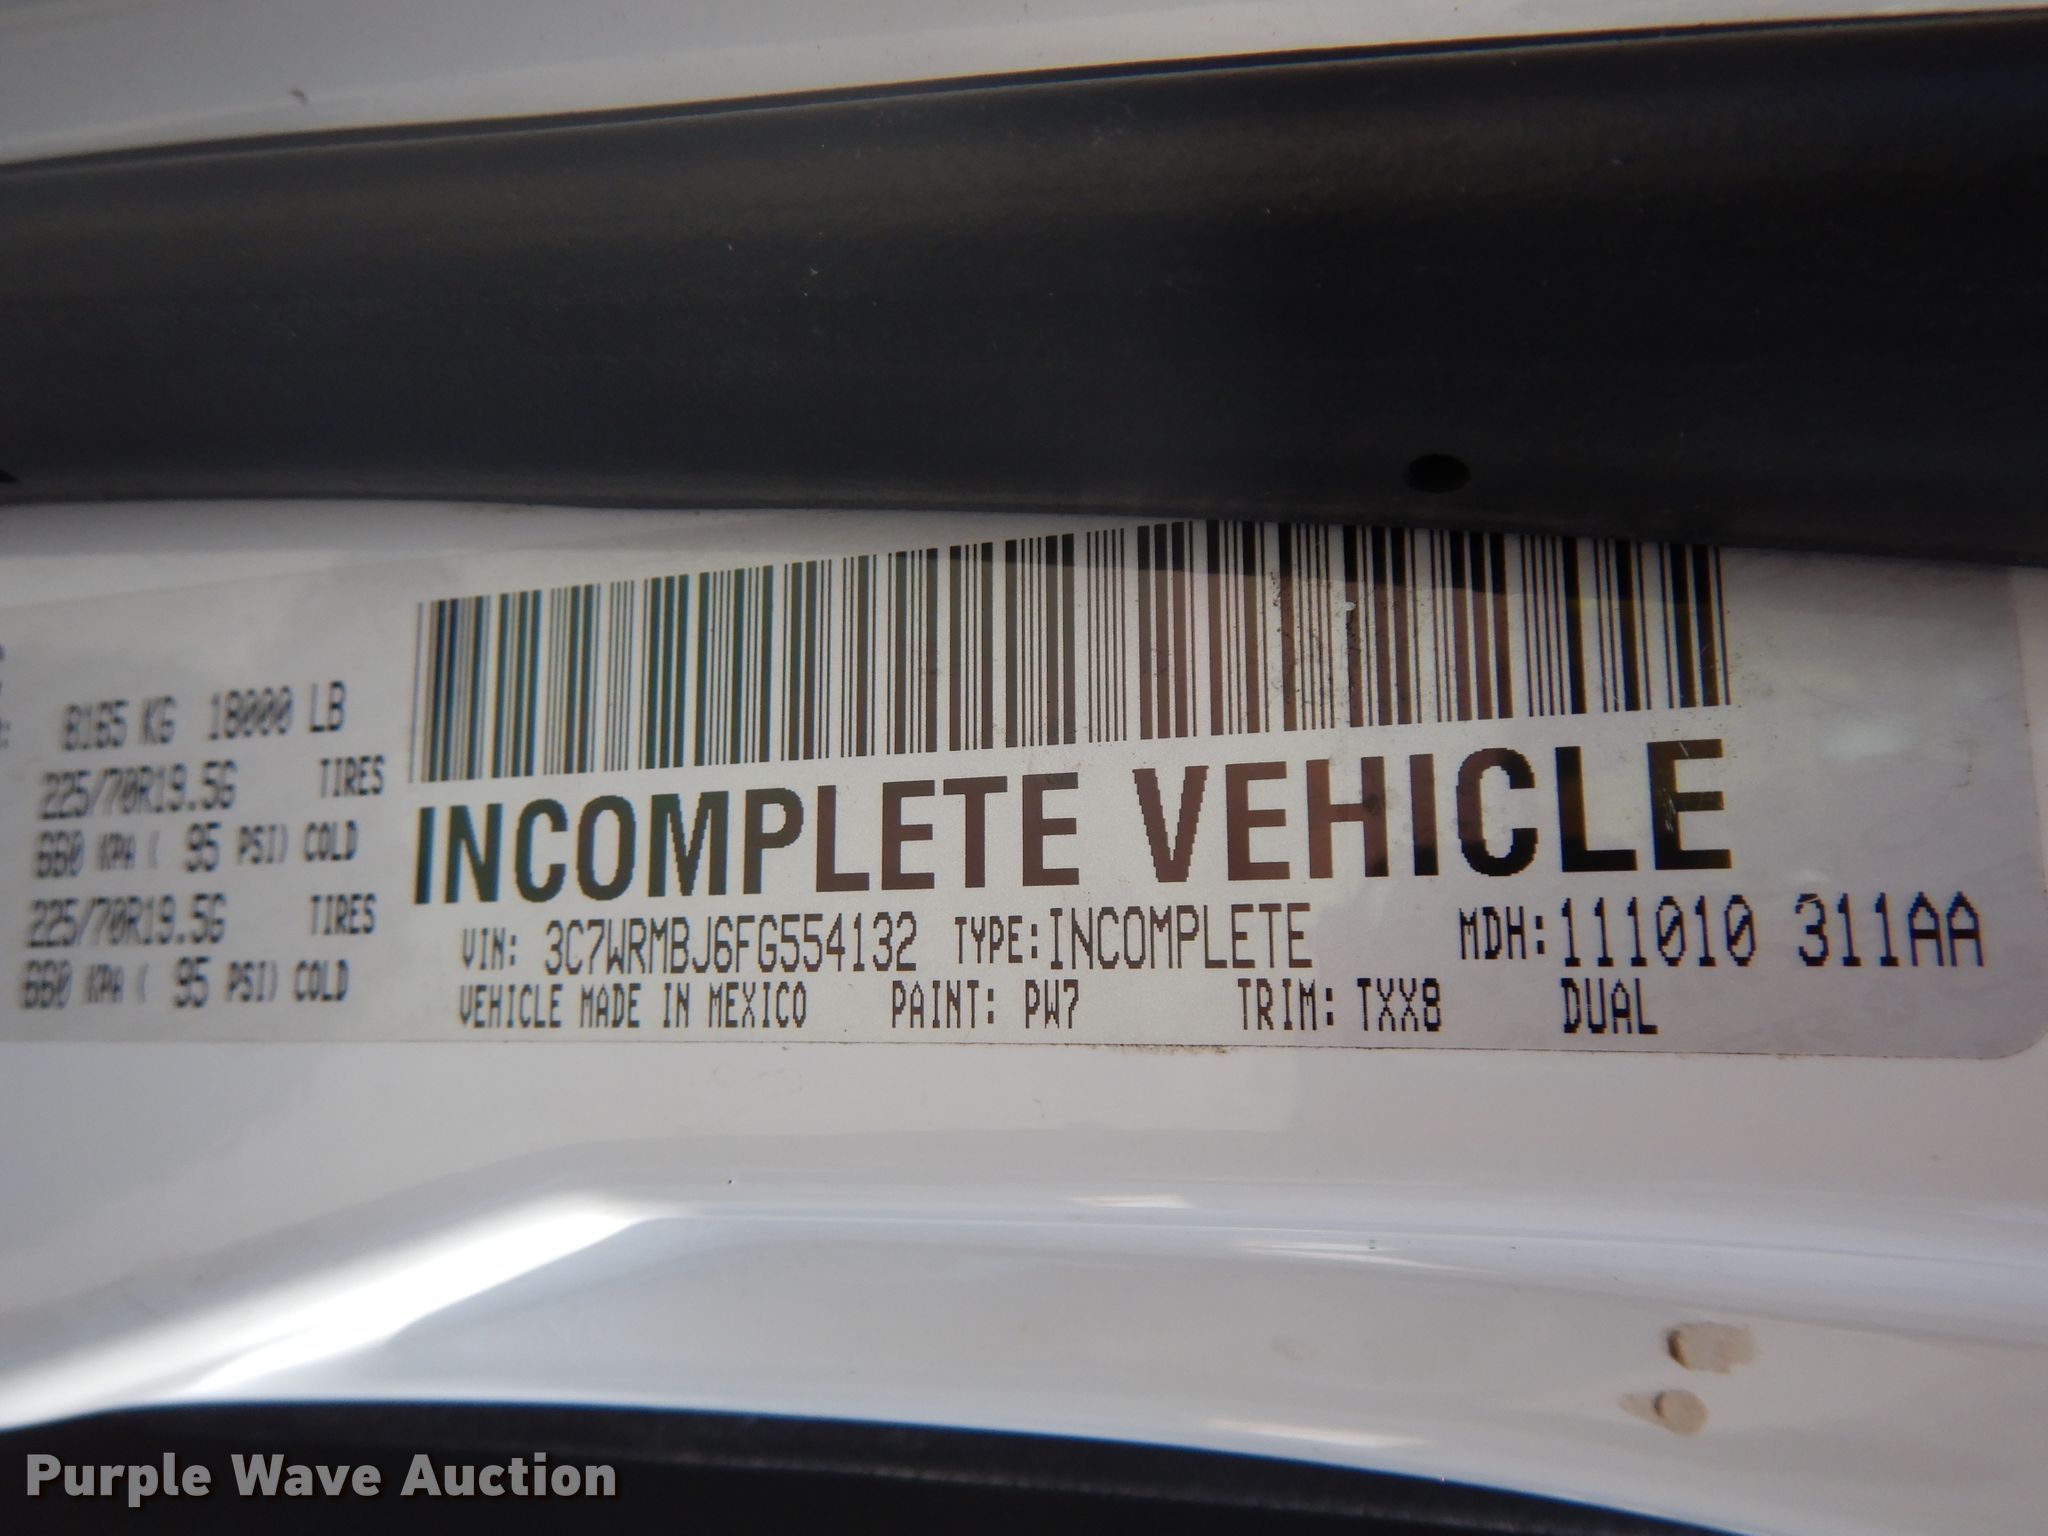 8165 KG 18000 LB
225/70R19.5G TIRES
660 KPA ( 95 PSI) COLD
225/70R19.5G TIRES
660 KPA ( 95 PSI) COLD
INCOMPLETE VEHICLE
VIN: 3C7WRMBJ6FG554132 TYPE:INCOMPLETE MDH:111010 311AA
VEHICLE MADE IN MEXICO PAINT: PW7 TRIM: TXX8 DUAL
Purple Wave Auction